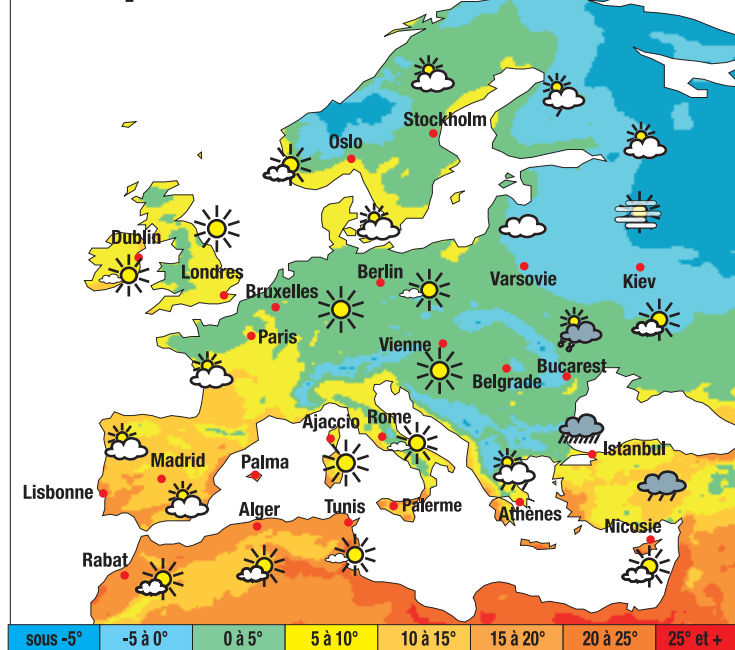 Stockholm
Oslo
Dublin
Londres
Berlin
Varsovie
Kiev
Bruxelles
Paris
Vienne
Belgrade
Bucarest
Ajaccio
Rome
Istanbul
Madrid
Palma
Lisbonne
Alger
Tunis
Palerme
Athènes
Nicosie
Rabat
sous -5°
-5 à 0°
0 à 5°
5 à 10°
10 à 15°
15 à 20°
20 à 25°
25° et +